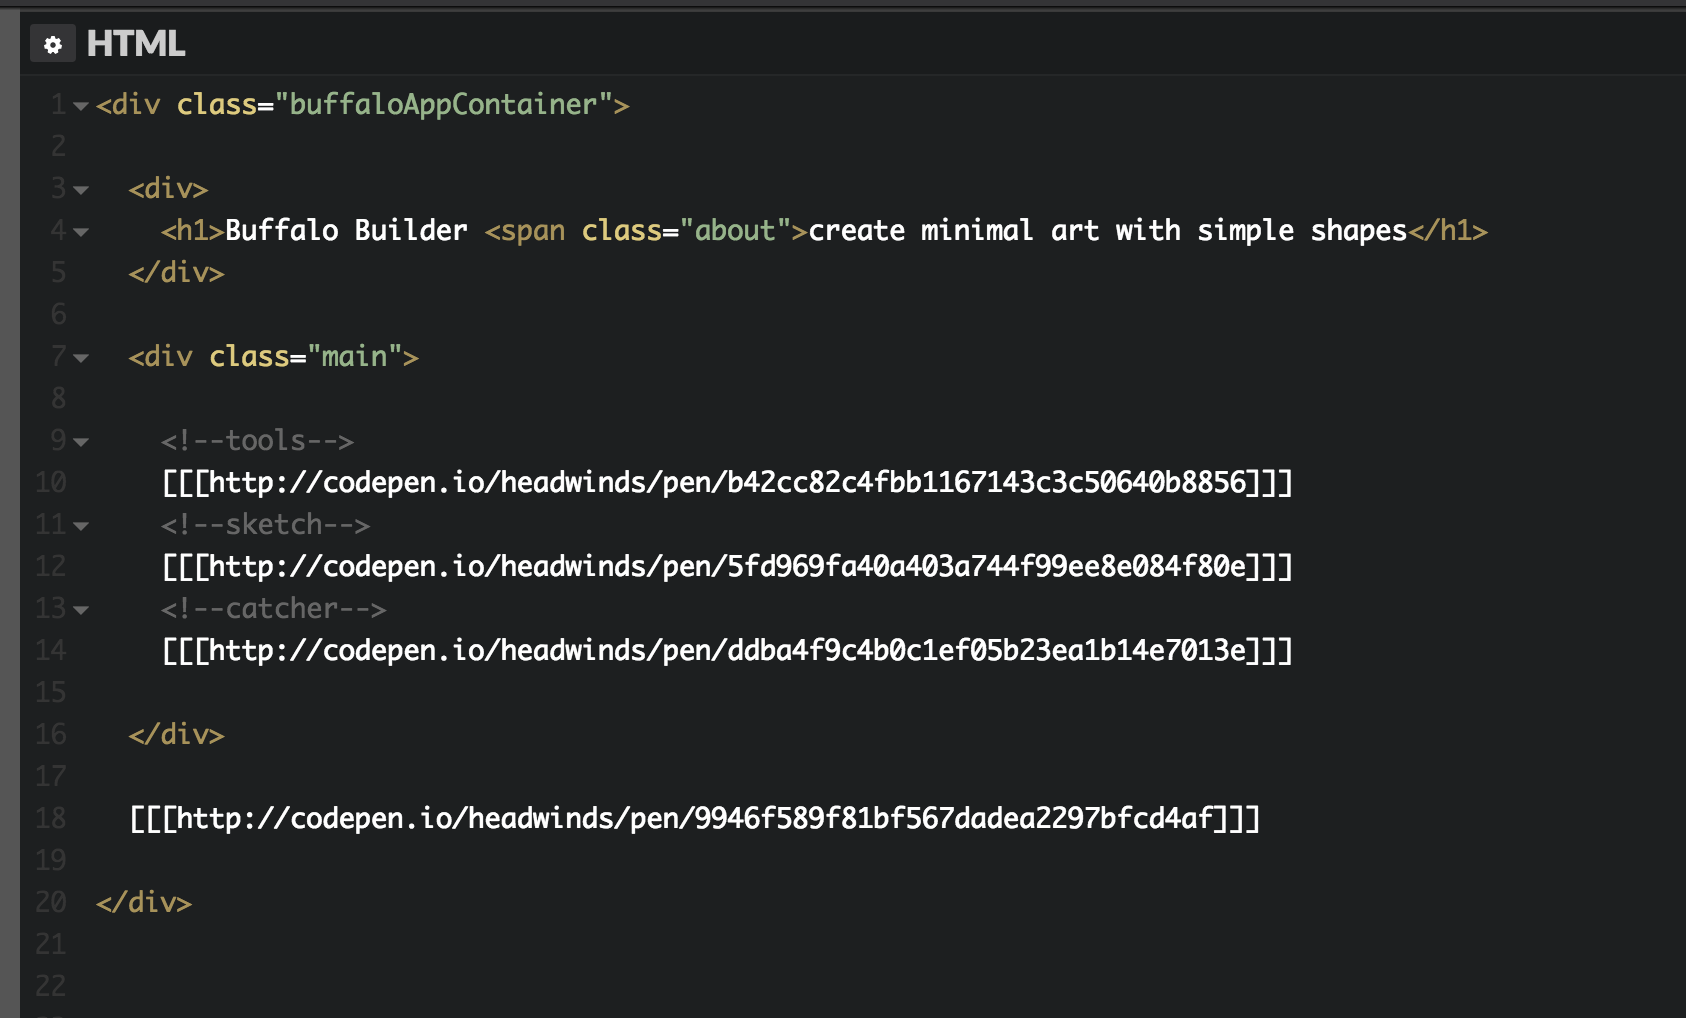 HTML
1 <div class="buffaloAppContainer">
2
3 <div>
4 <h1>Buffalo Builder <span class="about">create minimal art with simple shapes</h1>
5 </div>
6
7 <div class="main">
8
9 <!--tools-->
10 [[[http://codepen.io/headwinds/pen/b42cc82c4fbb1167143c3c50640b8856]]]
11 <!--sketch-->
12 [[[http://codepen.io/headwinds/pen/5fd969fa40a403a744f99ee8e084f80e]]]
13 <!--catcher-->
14 [[[http://codepen.io/headwinds/pen/ddba4f9c4b0c1ef05b23ea1b14e7013e]]]
15
16 </div>
17
18 [[[http://codepen.io/headwinds/pen/9946f589f81bf567dadea2297bfcd4af]]]
19
20 </div>
21
22